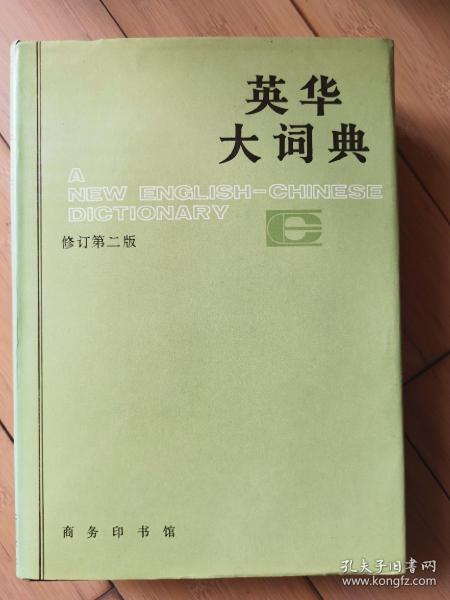 英华
大词典
A
NEW ENGLISH-CHINESE
DICTIONARY
修订第二版
商务印书馆
孔夫子旧书网
www.kongfz.com